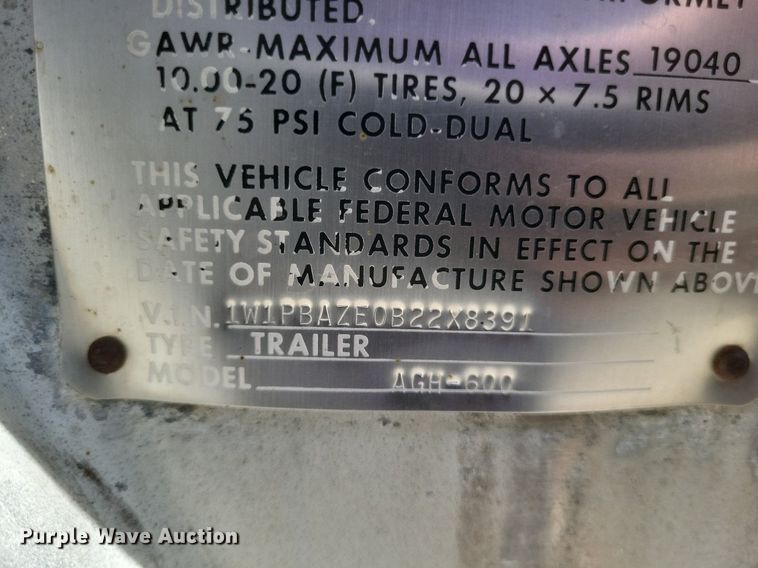 DISTRIBUTED.
GAWR-MAXIMUM ALL AXLES 19040
10.00-20 (F) TIRES, 20 × 7.5 RIMS
AT 75 PSI COLD-DUAL
THIS VEHICLE CONFORMS TO ALL
APPLICABLE FEDERAL MOTOR VEHICLE
SAFETY STANDARDS IN EFFECT ON THE
DATE OF MANUFACTURE SHOWN ABOV
V.I.N. 1W1PBAZE0B22X8391
TYPE TRAILER
MODEL AGH-600
Purple Wave Auction